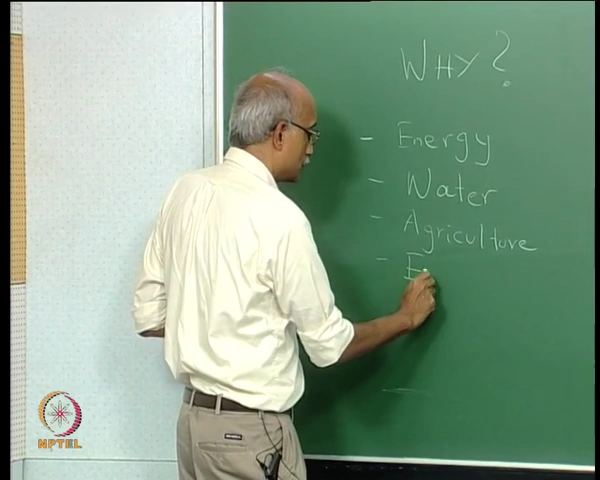 WHY?
- Energy
- Water
- Agriculture
- E
NPTEL